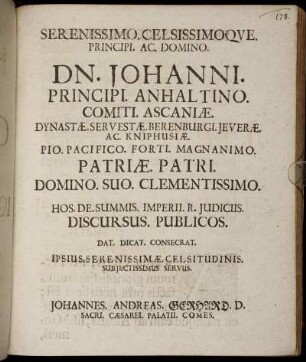 178.
SERENISSIMO. CELSISSIMOQVE.
PRINCIPI. AC. DOMINO.
DN. JOHANNI.
PRINCIPI. ANHALTINO.
COMITI. ASCANIÆ.
DYNASTÆ. SERVESTÆ. BERENBURGI. JEVERÆ.
AC. KNIPHUSIÆ.
PIO. PACIFICO. FORTI. MAGNANIMO.
PATRIÆ. PATRI.
DOMINO. SUO. CLEMENTISSIMO.
HOS. DE. SUMMIS. IMPERII. R. JUDICIIS.
DISCURSUS. PUBLICOS.
DAT. DICAT. CONSECRAT.
IPSIUS. SERENISSIMÆ. CELSITUDINIS.
SUBJECTISSIMUS SERVUS.
JOHANNES. ANDREAS. GERHARD. D.
SACRI. CÆSAREI. PALATII. COMES.